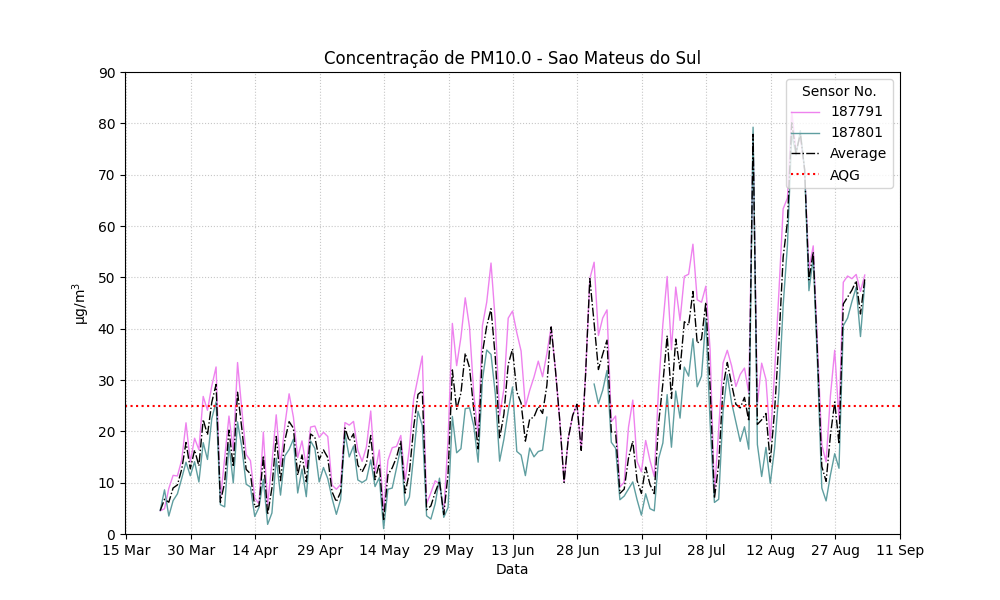 Concentração de PM10.0 - Sao Mateus do Sul
90
80
70
60
50
40
30
20
10
0
µg/m³
Sensor No.
187791
187801
Average
AQG
15 Mar 30 Mar 14 Apr 29 Apr 14 May 29 May 13 Jun 28 Jun 13 Jul 28 Jul 12 Aug 27 Aug 11 Sep
Data